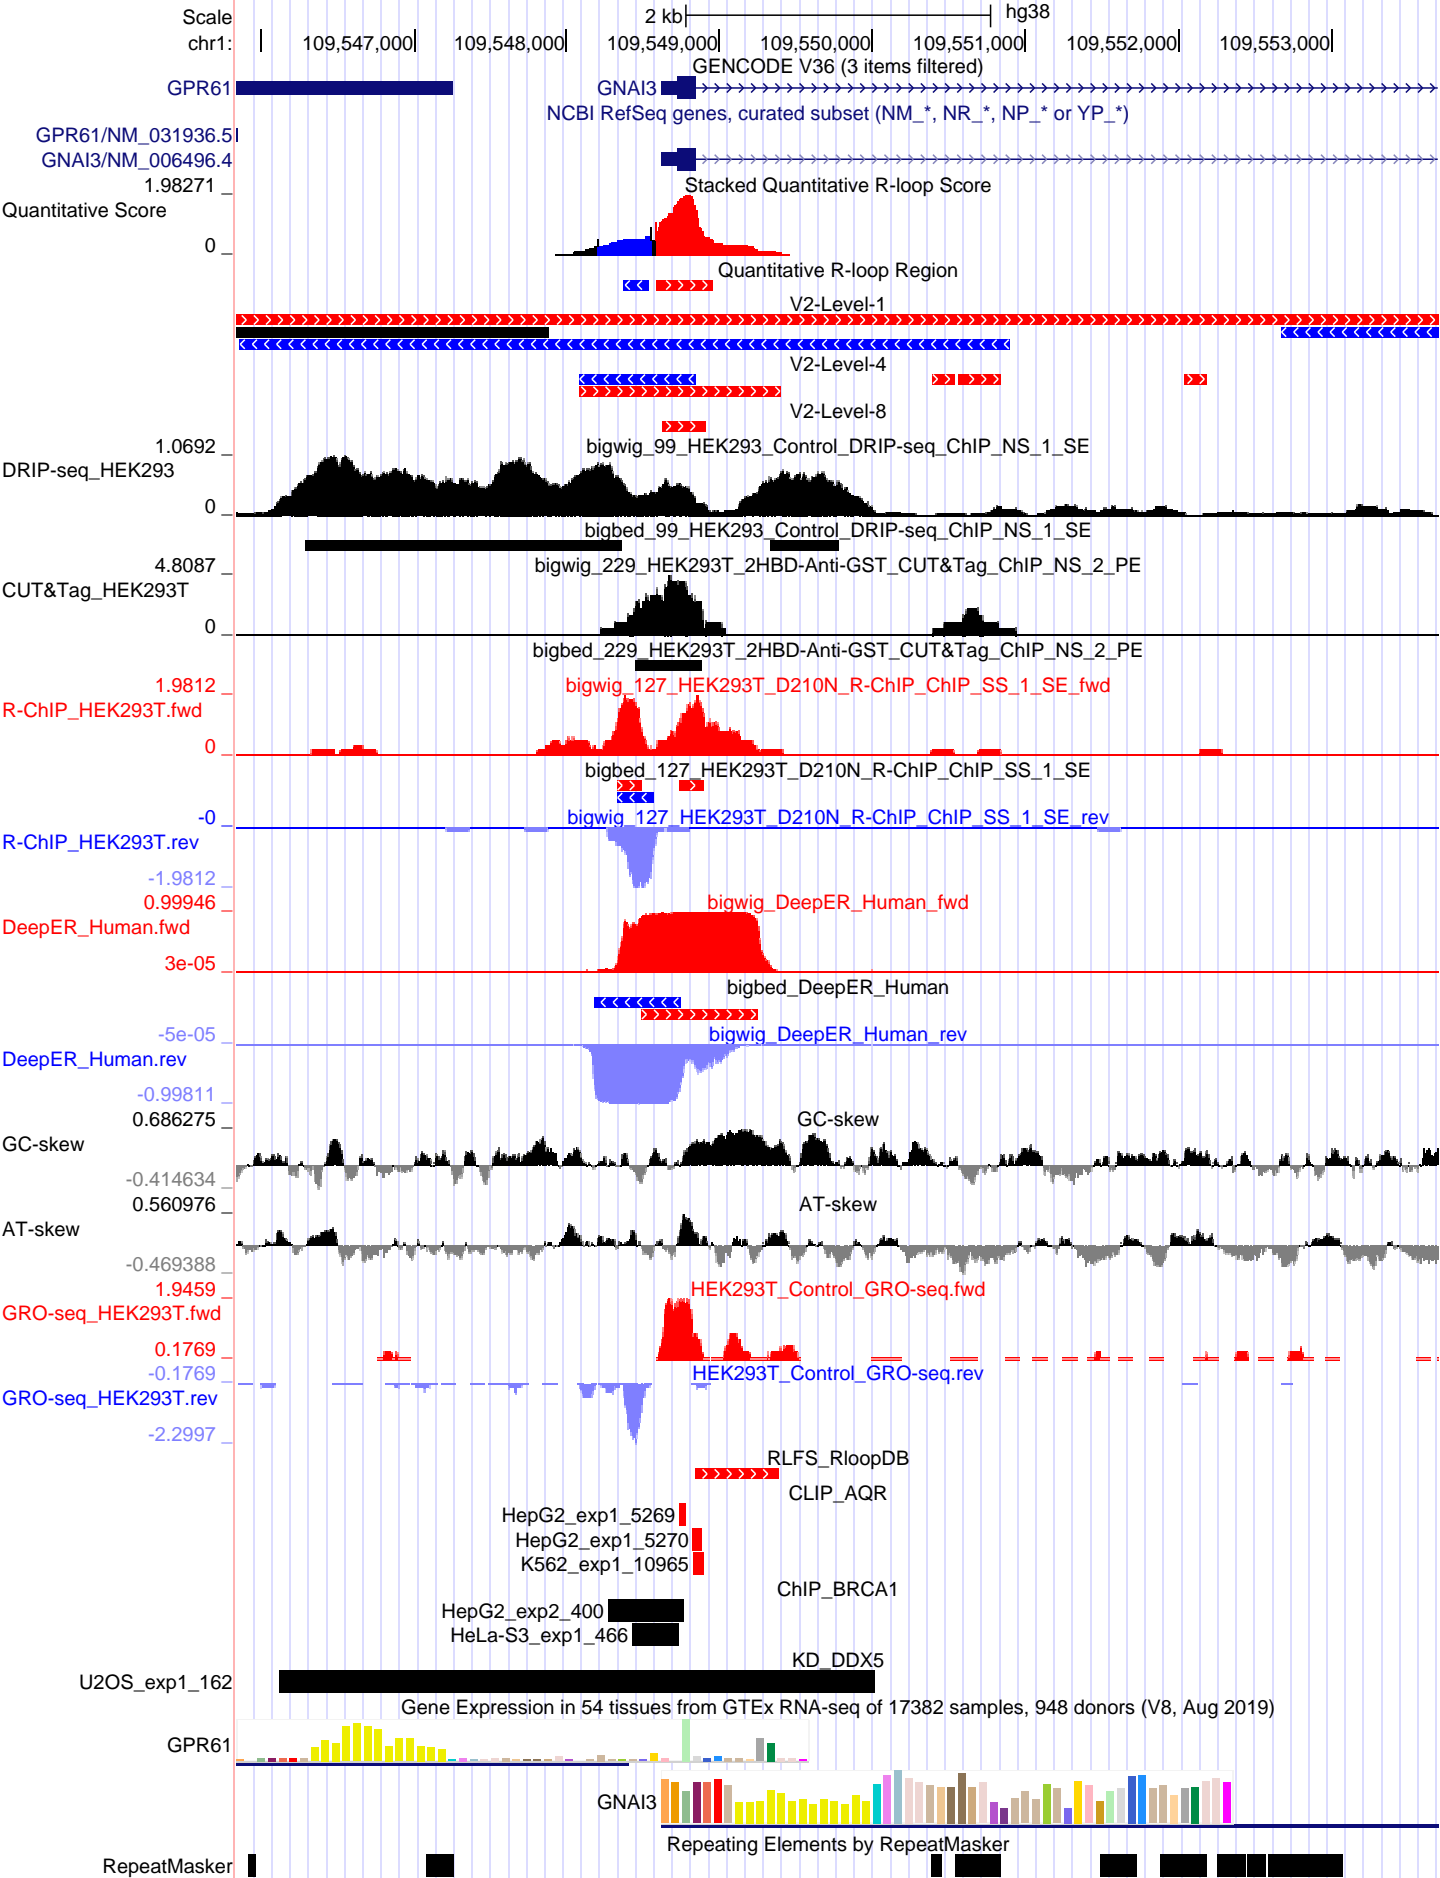 Scale 2 kb hg38
chr1: 109,547,000 109,548,000 109,549,000 109,550,000 109,551,000 109,552,000 109,553,000
GENCODE V36 (3 items filtered)
GPR61 GNAI3
NCBI RefSeq genes, curated subset (NM_*, NR_*, NP_* or YP_*)
GPR61/NM_031936.5
GNAI3/NM_006496.4
1.98271 Stacked Quantitative R-loop Score
Quantitative Score
0
Quantitative R-loop Region
V2-Level-1
V2-Level-4
V2-Level-8
1.0692 bigwig_99_HEK293_Control_DRIP-seq_ChIP_NS_1_SE
DRIP-seq_HEK293
0
bigbed_99_HEK293_Control_DRIP-seq_ChIP_NS_1_SE
4.8087 bigwig_229_HEK293T_2HBD-Anti-GST_CUT&Tag_ChIP_NS_2_PE
CUT&Tag_HEK293T
0
bigbed_229_HEK293T_2HBD-Anti-GST_CUT&Tag_ChIP_NS_2_PE
1.9812 bigwig_127_HEK293T_D210N_R-ChIP_ChIP_SS_1_SE_fwd
R-ChIP_HEK293T.fwd
0
bigbed_127_HEK293T_D210N_R-ChIP_ChIP_SS_1_SE
-0 bigwig_127_HEK293T_D210N_R-ChIP_ChIP_SS_1_SE_rev
R-ChIP_HEK293T.rev
-1.9812
0.99946 bigwig_DeepER_Human_fwd
DeepER_Human.fwd
3e-05
bigbed_DeepER_Human
-5e-05 bigwig_DeepER_Human_rev
DeepER_Human.rev
-0.99811
0.686275 GC-skew
GC-skew
-0.414634
0.560976 AT-skew
AT-skew
-0.469388
1.9459 HEK293T_Control_GRO-seq.fwd
GRO-seq_HEK293T.fwd
0.1769
-0.1769 HEK293T_Control_GRO-seq.rev
GRO-seq_HEK293T.rev
-2.2997
RLFS_RloopDB
CLIP_AQR
HepG2_exp1_5269
HepG2_exp1_5270
K562_exp1_10965
ChIP_BRCA1
HepG2_exp2_400
HeLa-S3_exp1_466
KD_DDX5
U2OS_exp1_162
Gene Expression in 54 tissues from GTEx RNA-seq of 17382 samples, 948 donors (V8, Aug 2019)
GPR61
GNAI3
Repeating Elements by RepeatMasker
RepeatMasker